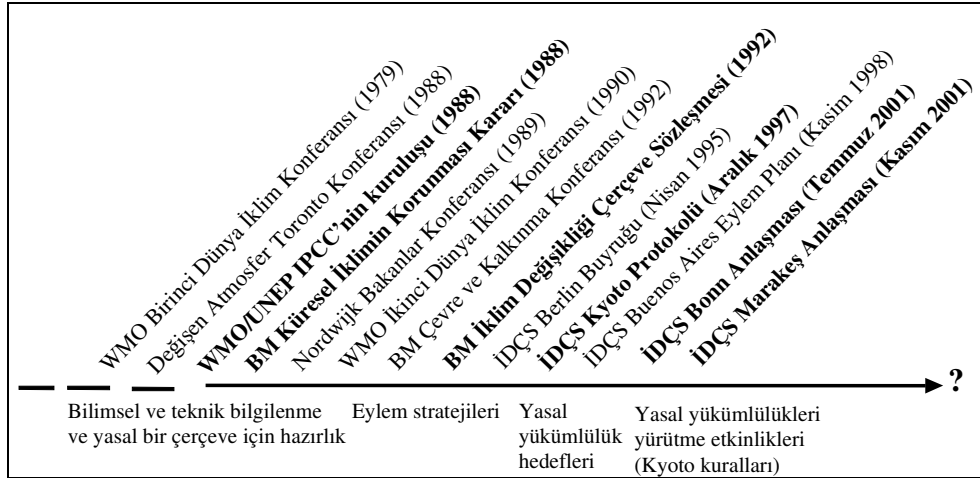 WMO Birinci Dünya İklim Konferansı (1979)
Değişen Atmosfer Toronto Konferansı (1988)
WMO/UNEP IPCC’nin kuruluşu (1988)
BM Küresel İklimin Korunması Kararı (1988)
Nordwijk Bakanlar Konferansı (1989)
WMO İkinci Dünya İklim Konferansı (1990)
BM Çevre ve Kalkınma Konferansı (1992)
BM İklim Değişikliği Çerçeve Sözleşmesi (1992)
İDÇS Berlin Buyruğu (Nisan 1995)
İDÇS Kyoto Protokolü (Aralık 1997)
İDÇS Buenos Aires Eylem Planı (Kasim 1998)
İDÇS Bonn Anlaşması (Temmuz 2001)
İDÇS Marakeş Anlaşması (Kasım 2001)
?
Bilimsel ve teknik bilgilenme
ve yasal bir çerçeve için hazırlık
Eylem stratejileri
Yasal
yükümlülük
hedefleri
Yasal yükümlülükleri
yürütme etkinlikleri
(Kyoto kuralları)